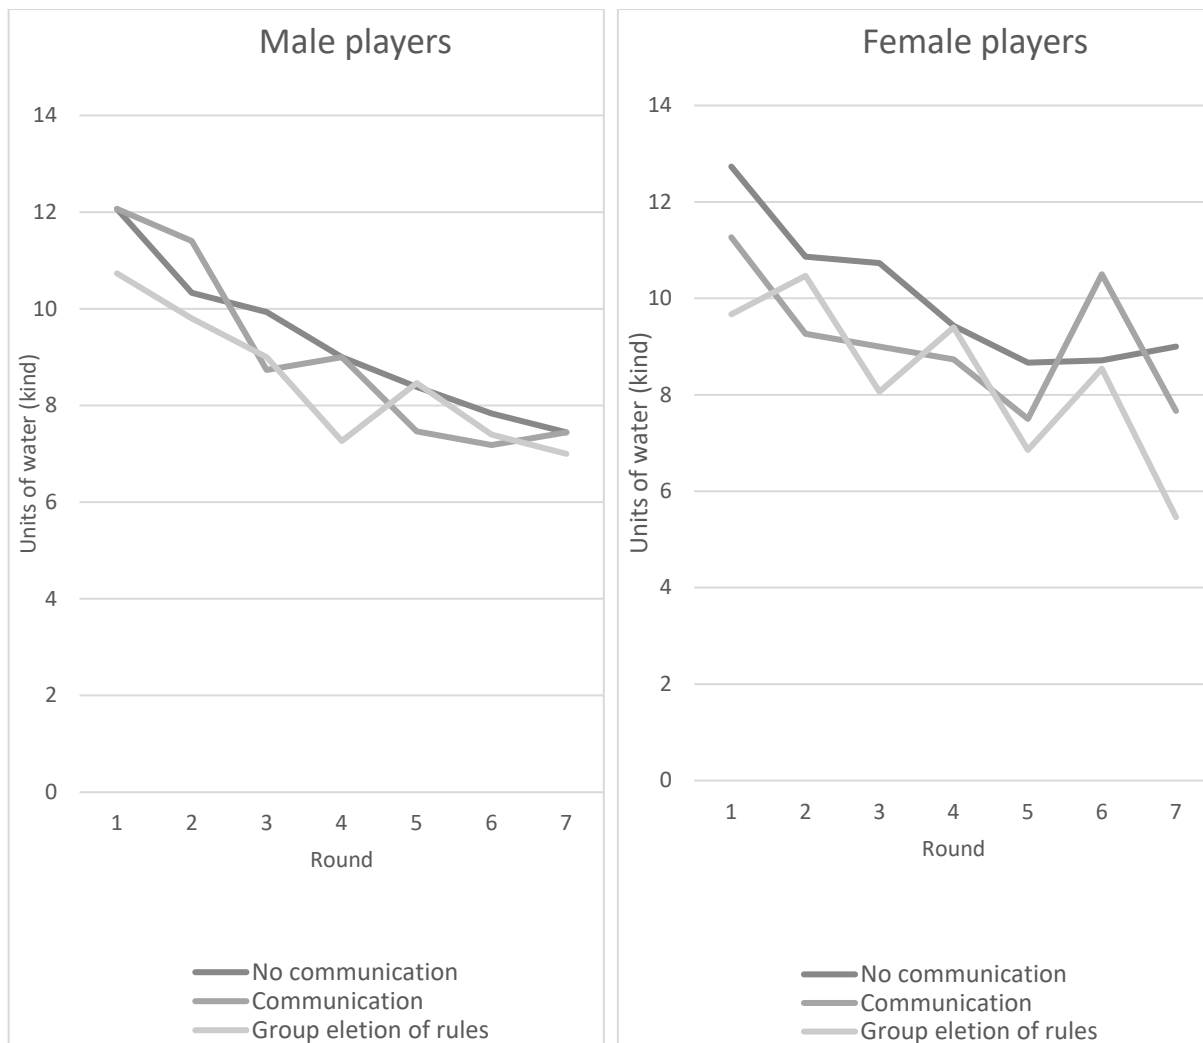 Male players
14
12
10
8
6
4
2
0
Units of water (kind)
1 2 3 4 5 6 7
Round
No communication
Communication
Group eletion of rules
Female players
14
12
10
8
6
4
2
0
Units of water (kind)
1 2 3 4 5 6 7
Round
No communication
Communication
Group eletion of rules